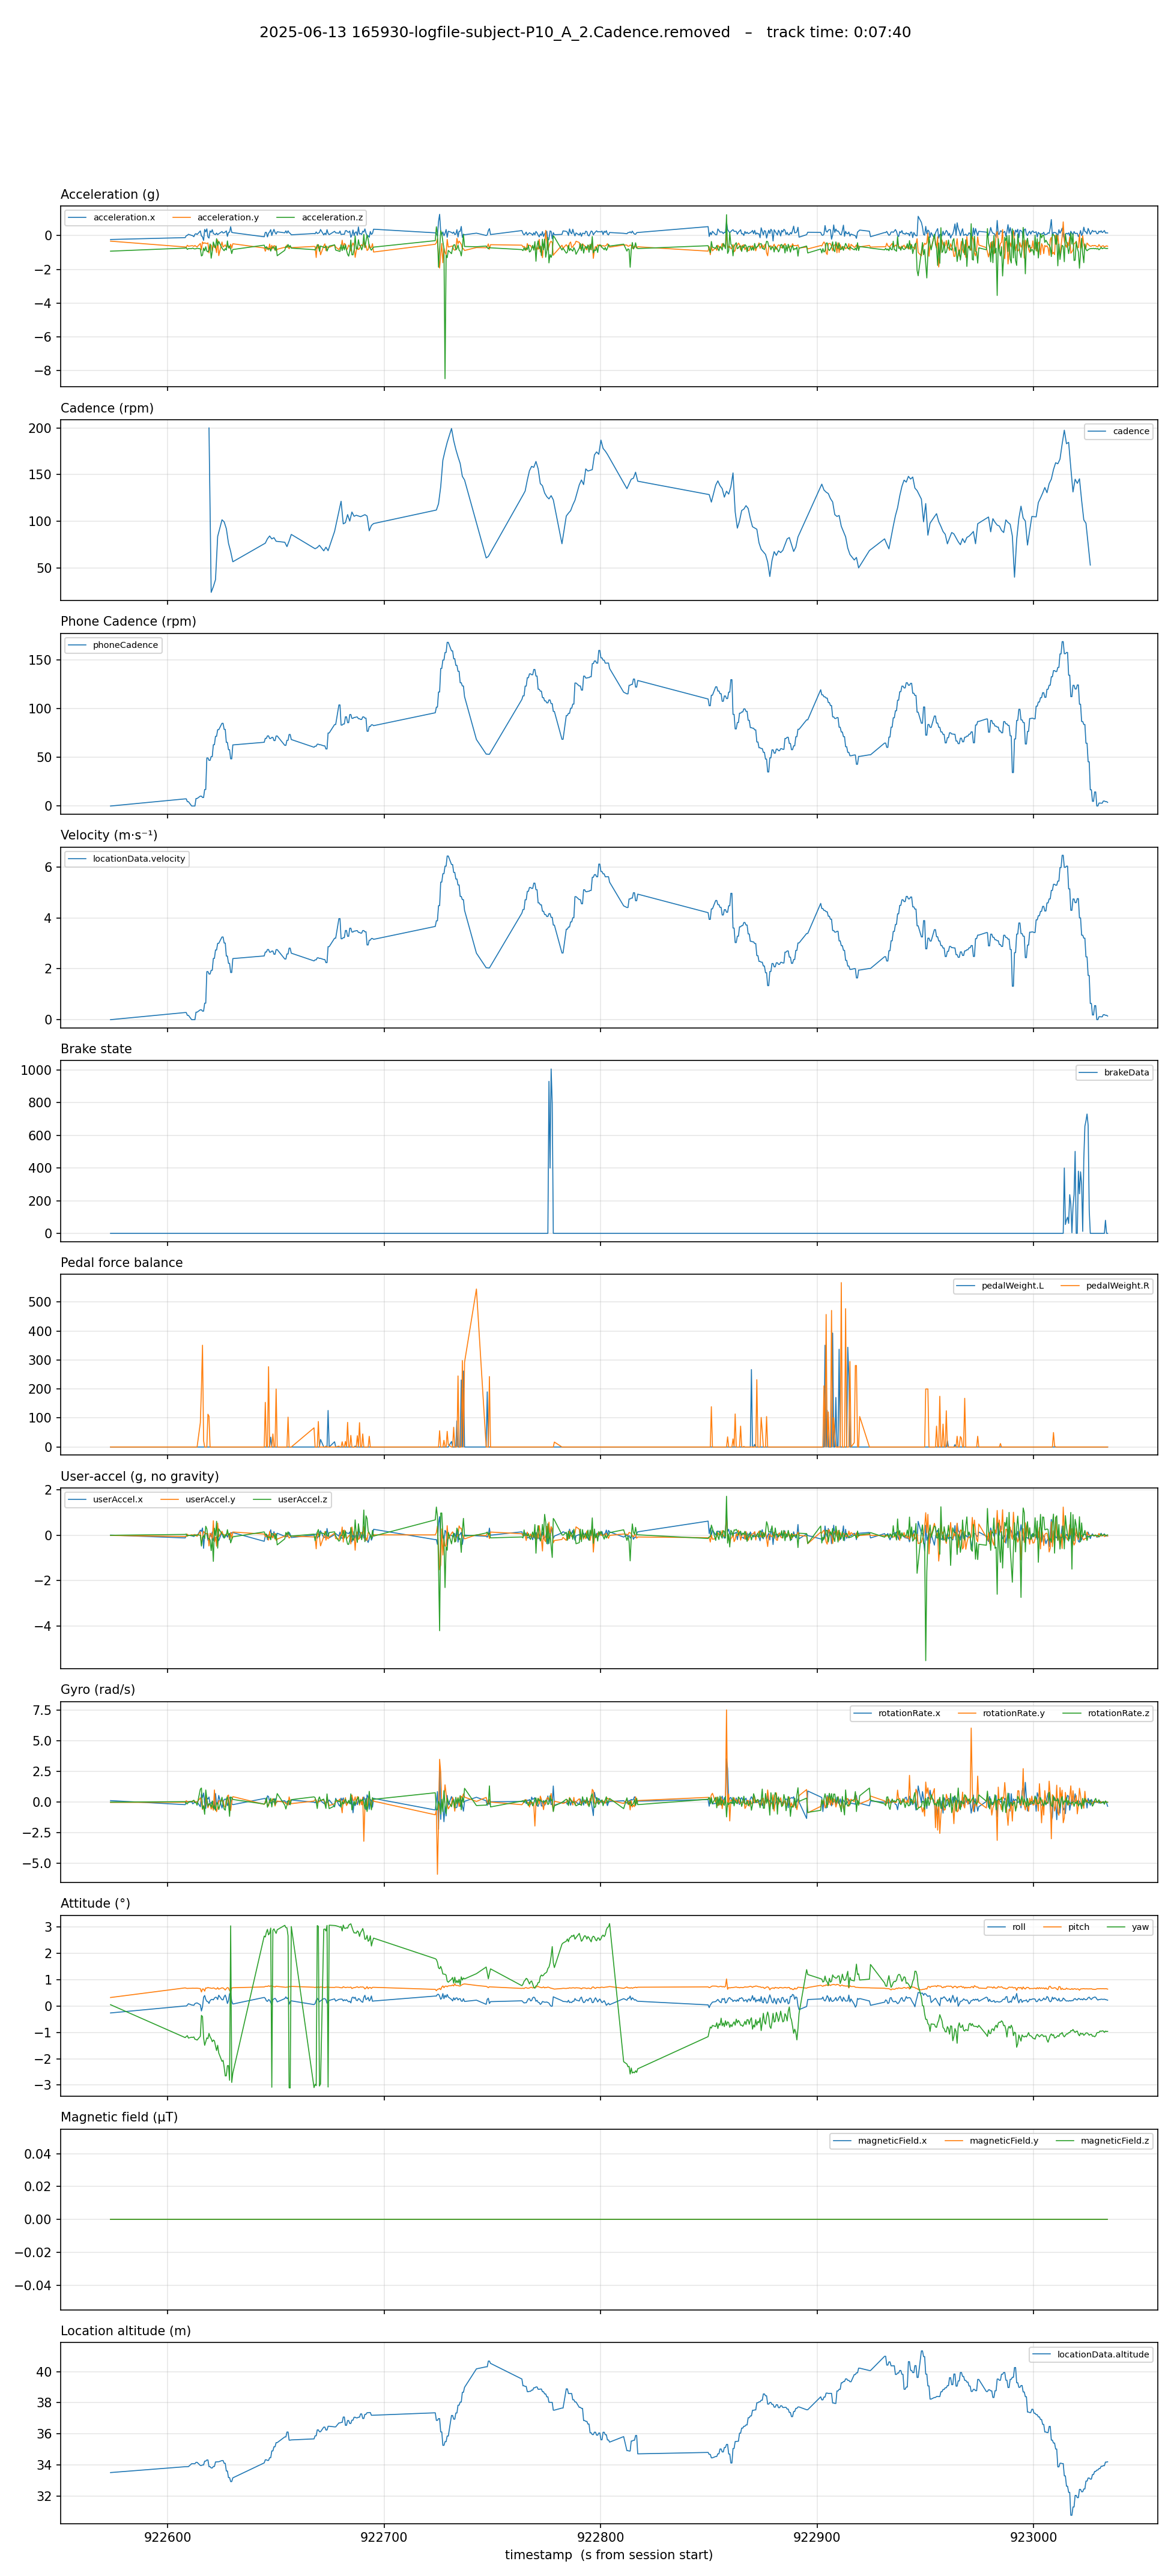 2025-06-13 165930-logfile-subject-P10_A_2.Cadence.removed – track time: 0:07:40
Acceleration (g)
acceleration.x acceleration.y acceleration.z
0
−2
−4
−6
−8
Cadence (rpm)
cadence
200
150
100
50
Phone Cadence (rpm)
phoneCadence
150
100
50
0
Velocity (m·s⁻¹)
locationData.velocity
6
4
2
0
Brake state
brakeData
1000
800
600
400
200
0
Pedal force balance
pedalWeight.L pedalWeight.R
500
400
300
200
100
0
User-accel (g, no gravity)
userAccel.x userAccel.y userAccel.z
2
0
−2
−4
Gyro (rad/s)
rotationRate.x rotationRate.y rotationRate.z
7.5
5.0
2.5
0.0
−2.5
−5.0
Attitude (°)
roll pitch yaw
3
2
1
0
−1
−2
−3
Magnetic field (µT)
magneticField.x magneticField.y magneticField.z
0.04
0.02
0.00
−0.02
−0.04
Location altitude (m)
locationData.altitude
40
38
36
34
32
922600 922700 922800 922900 923000
timestamp (s from session start)